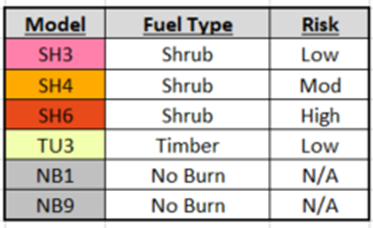 Model Fuel Type Risk
SH3 Shrub Low
SH4 Shrub Mod
SH6 Shrub High
TU3 Timber Low
NB1 No Burn N/A
NB9 No Burn N/A